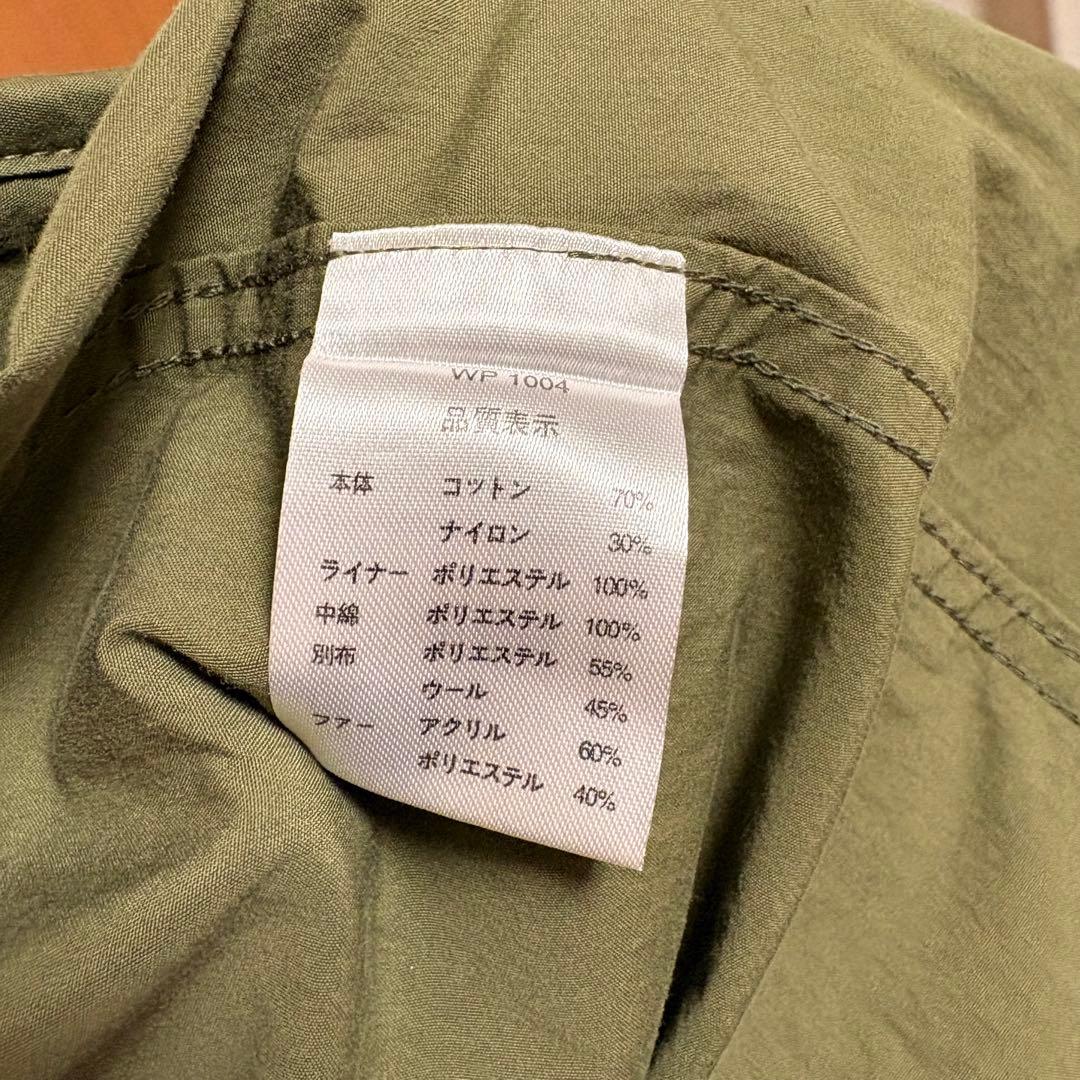 WP 1004
品質表示
本体 コットン 70%
ナイロン 30%
ライナー ポリエステル 100%
中綿 ポリエステル 100%
別布 ポリエステル 55%
ウール 45%
ファー アクリル 60%
ポリエステル 40%